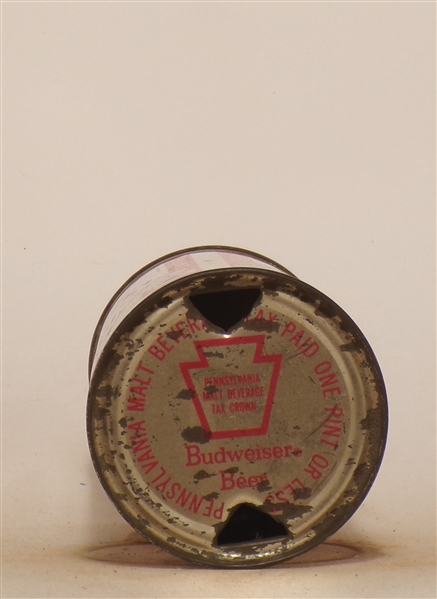 PENNSYLVANIA MALT BEVERAGE TAX PAID ONE PINT OR LESS
PENNSYLVANIA
MALT BEVERAGE
TAX CROWN
Budweiser
Beer